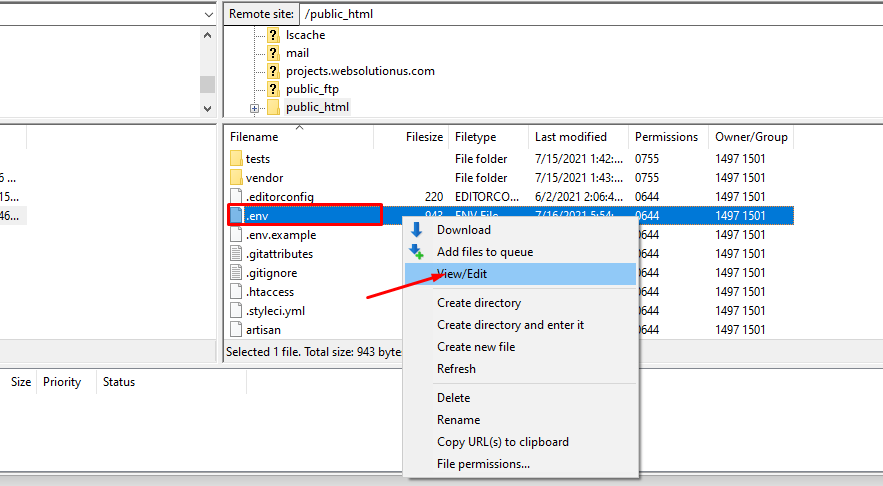 Remote site: /public_html
lscache
mail
projects.websolutionus.com
public_ftp
public_html
Filename Filesize Filetype Last modified Permissions Owner/Group
tests File folder 7/15/2021 1:42:... 0755 1497 1501
6 ... vendor File folder 7/15/2021 1:43:... 0755 1497 1501
15... .editorconfig 220 EDITORCO... 6/2/2021 2:06:4... 0644 1497 1501
46... .env 943 ENV File 7/16/2021 5:54: 0644 1497 1501
.env.example 0644 1497 1501
.gitattributes 0644 1497 1501
.gitignore 0644 1497 1501
.htaccess 0644 1497 1501
.styleci.yml 0644 1497 1501
artisan 0644 1497 1501
Selected 1 file. Total size: 943 byte
Download
Add files to queue
View/Edit
Create directory
Create directory and enter it
Create new file
Refresh
Delete
Rename
Copy URL(s) to clipboard
File permissions...
Size Priority Status